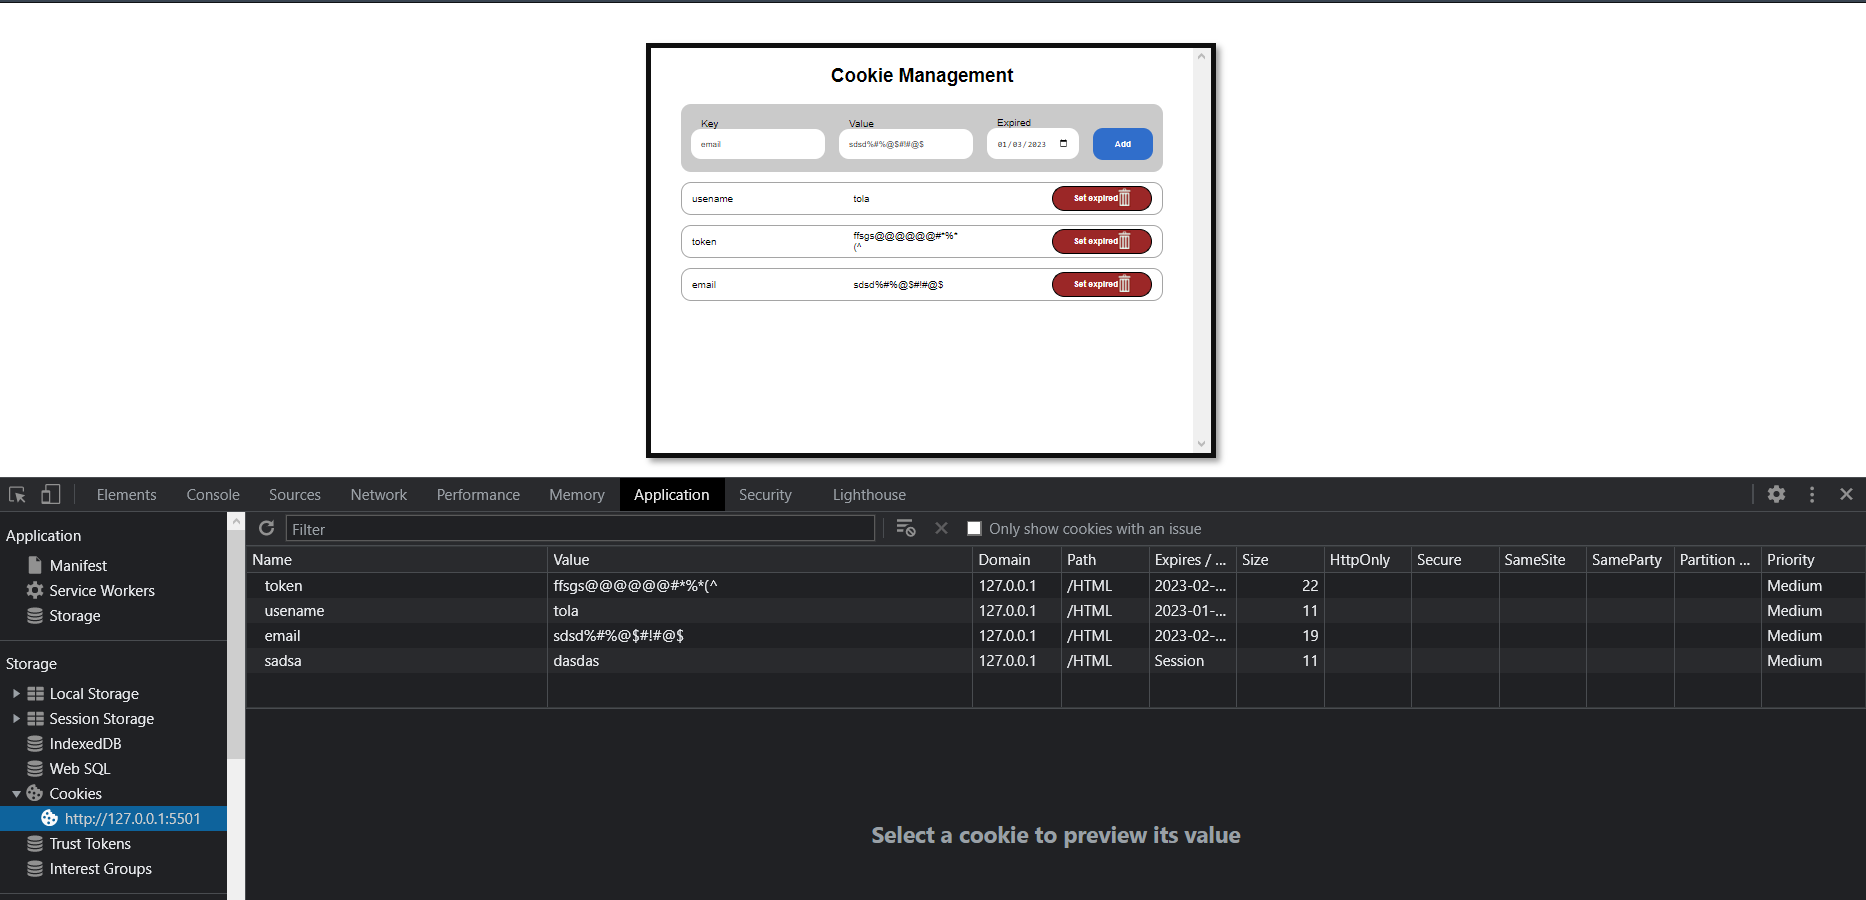 Cookie Management
Key Value Expired
email sdsd%#%@$#!#@$ 01/03/2023 Add
usename tola Set expired
token ffsgs@@@@@@#*%*
(^ Set expired
email sdsd%#%@$#!#@$ Set expired
Elements Console Sources Network Performance Memory Application Security Lighthouse
Application
Manifest
Service Workers
Storage
Storage
Local Storage
Session Storage
IndexedDB
Web SQL
Cookies
http://127.0.0.1:5501
Trust Tokens
Interest Groups
Filter Only show cookies with an issue
Name Value Domain Path Expires / ... Size HttpOnly Secure SameSite SameParty Partition ... Priority
token ffsgs@@@@@@#*%*(^ 127.0.0.1 /HTML 2023-02-... 22 Medium
usename tola 127.0.0.1 /HTML 2023-01-... 11 Medium
email sdsd%#%@$#!#@$ 127.0.0.1 /HTML 2023-02-... 19 Medium
sadsa dasdas 127.0.0.1 /HTML Session 11 Medium
Select a cookie to preview its value